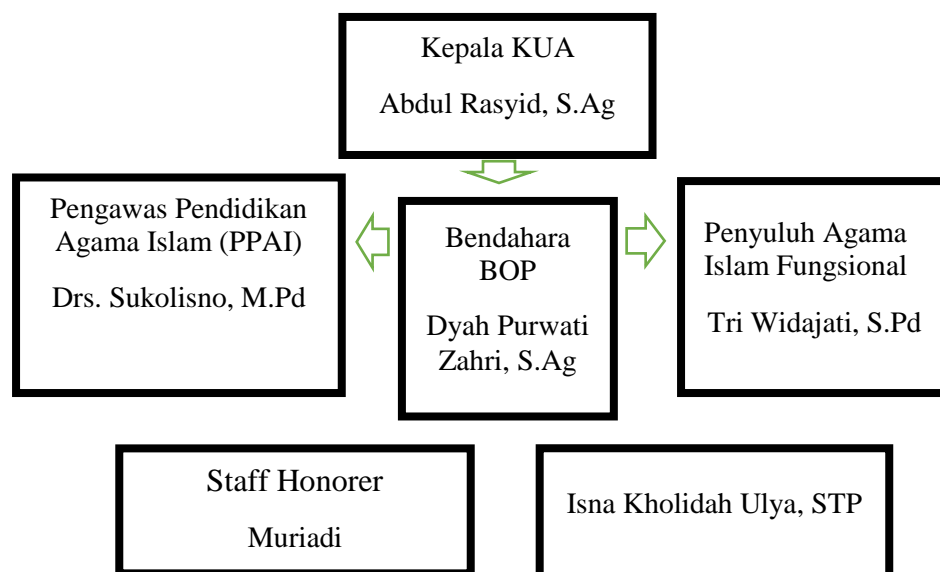 Kepala KUA
Abdul Rasyid, S.Ag
Pengawas Pendidikan
Agama Islam (PPAI)
Drs. Sukolisno, M.Pd
Bendahara
BOP
Dyah Purwati
Zahri, S.Ag
Penyuluh Agama
Islam Fungsional
Tri Widajati, S.Pd
Staff Honorer
Muriadi
Isna Kholidah Ulya, STP